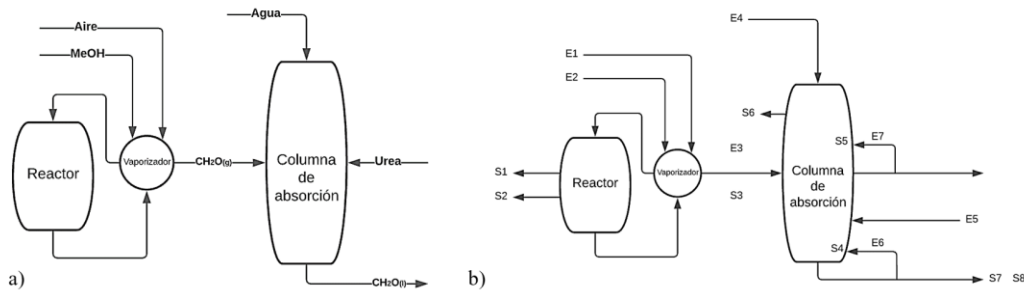 Aire
MeOH
Agua
Reactor
Vaporizador
CH2O(g)
Columna
de
absorción
Urea
CH2O(l)
a)
E4
E1
E2
S6
E3
S5
E7
S1
S2
Reactor
Vaporizador
S3
Columna
de
absorción
E5
S4
E6
S7 S8
b)